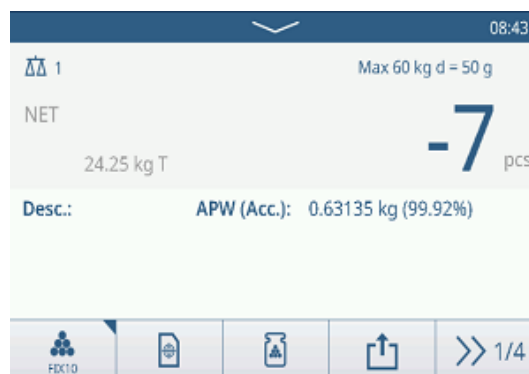 08:43
1
Max 60 kg d = 50 g
NET
-7 pcs
24.25 kg T
Desc.: APW (Acc.): 0.63135 kg (99.92%)
FIX10
1/4